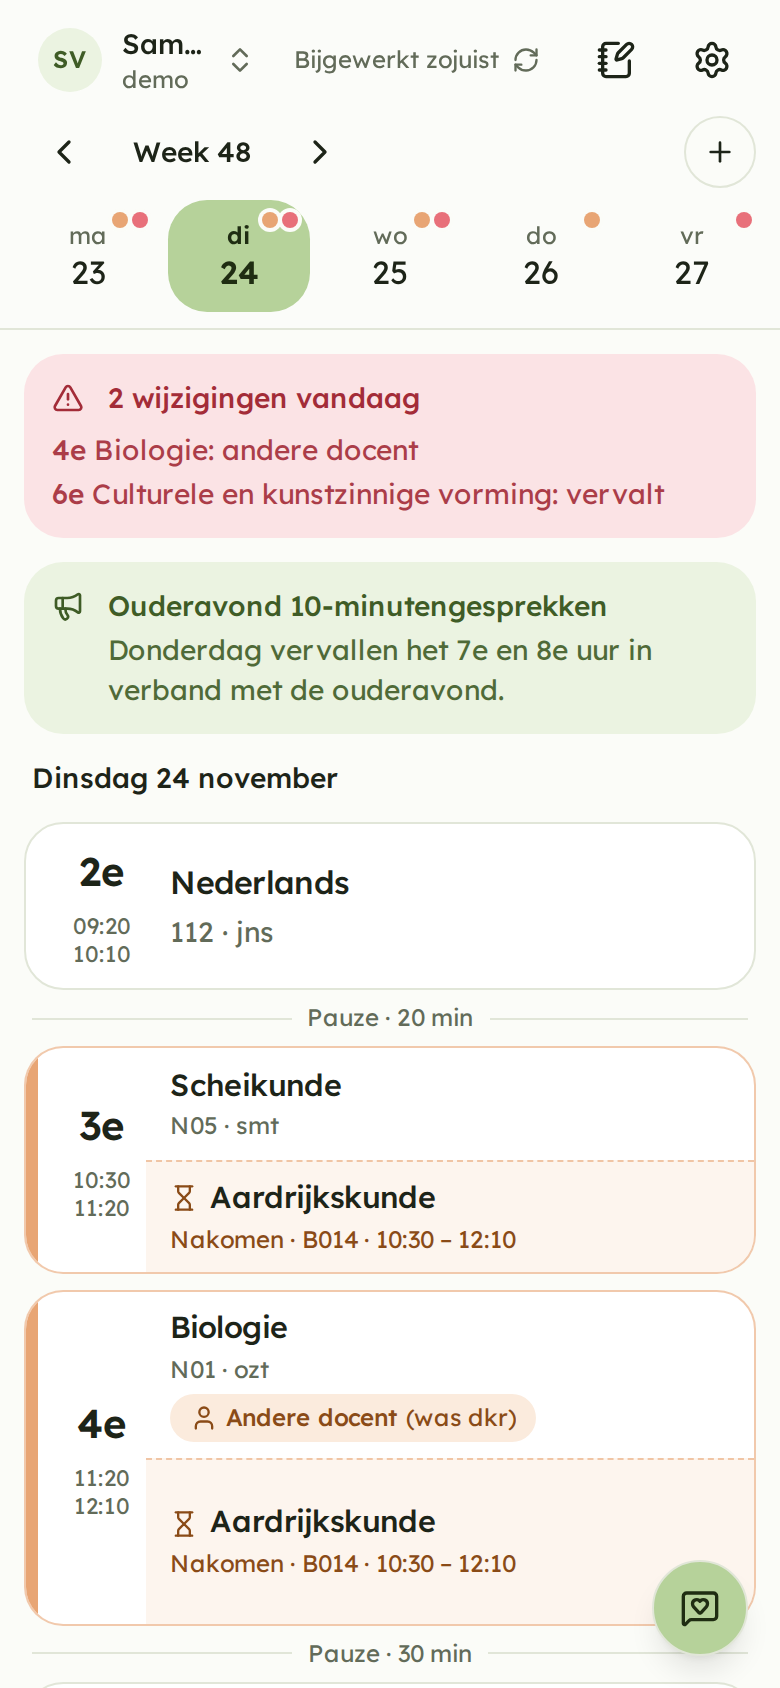 SV
Sam...
demo
Bijgewerkt zojuist
Week 48
ma
23
di
24
wo
25
do
26
vr
27
2 wijzigingen vandaag
4e Biologie: andere docent
6e Culturele en kunstzinnige vorming: vervalt
Ouderavond 10-minutengesprekken
Donderdag vervallen het 7e en 8e uur in
verband met de ouderavond.
Dinsdag 24 november
2e
09:20
10:10
Nederlands
112 · jns
Pauze · 20 min
3e
10:30
11:20
Scheikunde
N05 · smt
Aardrijkskunde
Nakomen · B014 · 10:30 – 12:10
4e
11:20
12:10
Biologie
N01 · ozt
Andere docent (was dkr)
Aardrijkskunde
Nakomen · B014 · 10:30 – 12:10
Pauze · 30 min